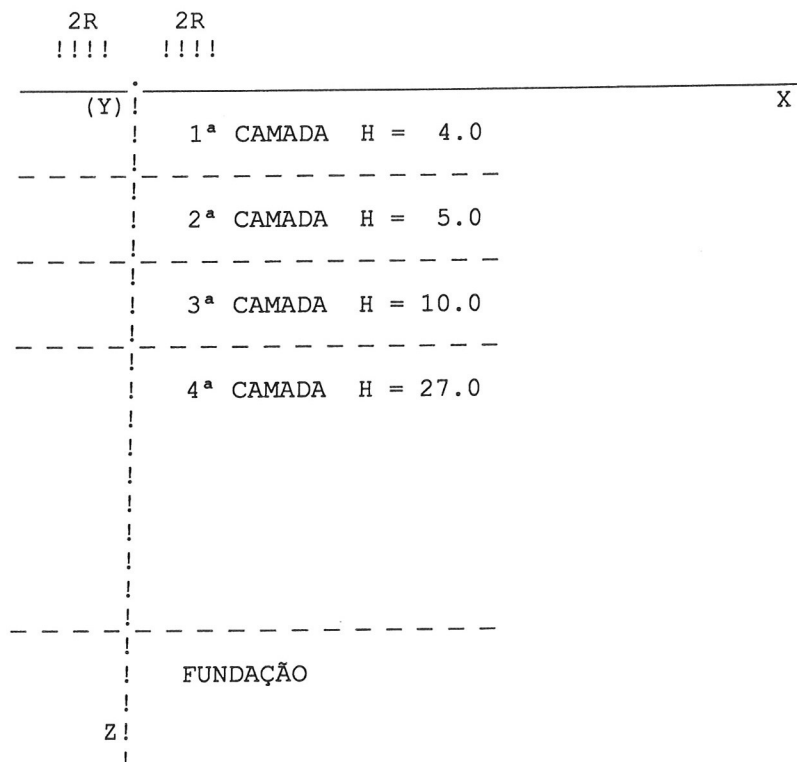 2R 2R
!!!! !!!!
X
(Y)!
! 1ª CAMADA H = 4.0
!
!
! 2ª CAMADA H = 5.0
!
! 3ª CAMADA H = 10.0
!
!
! 4ª CAMADA H = 27.0
!
!
!
!
!
!
!
!
!
! FUNDAÇÃO
!
Z!
!